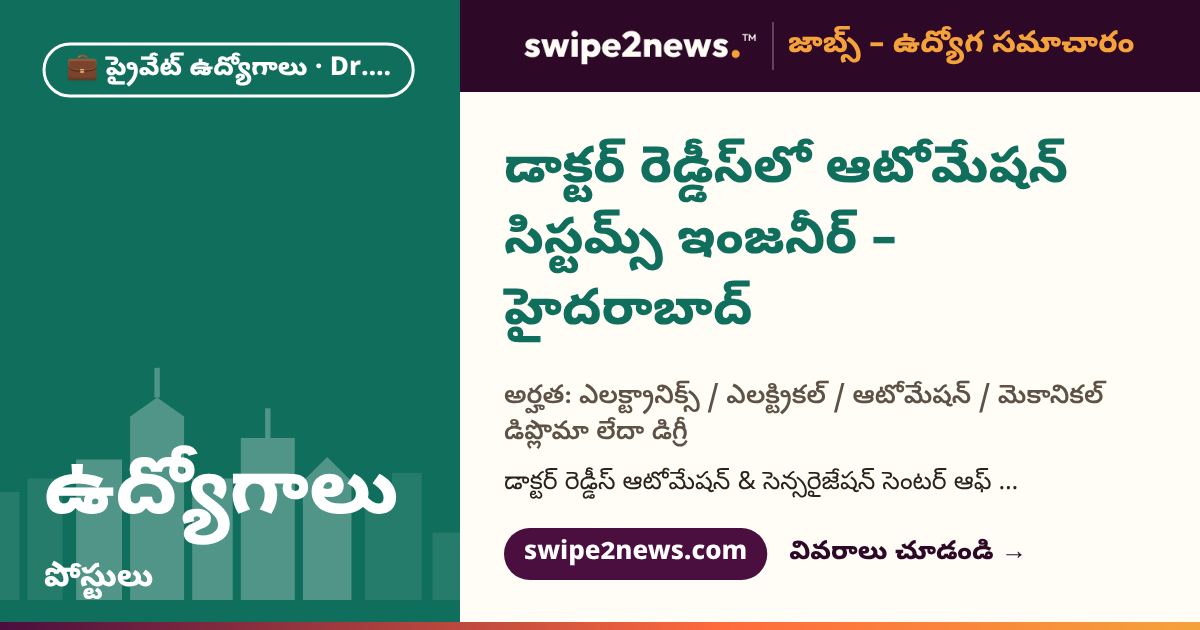 💼 ప్రైవేట్ ఉద్యోగాలు · Dr....
swipe2news.™ | జాబ్స్ – ఉద్యోగ సమాచారం
డాక్టర్ రెడ్డీస్‌లో ఆటోమేషన్
సిస్టమ్స్ ఇంజనీర్ –
హైదరాబాద్
అర్హత: ఎలక్ట్రానిక్స్ / ఎలక్ట్రికల్ / ఆటోమేషన్ / మెకానికల్
డిప్లొమా లేదా డిగ్రీ
డాక్టర్ రెడ్డీస్ ఆటోమేషన్ & సెన్సరైజేషన్ సెంటర్ ఆఫ్ ...
ఉద్యోగాలు
పోస్టులు
swipe2news.com వివరాలు చూడండి →